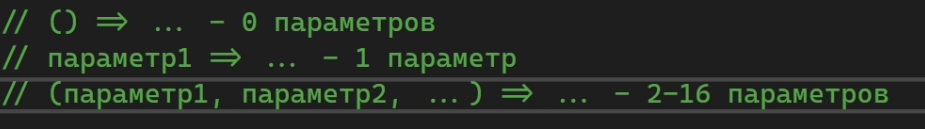 // () => ... - 0 параметров
// параметр1 => ... - 1 параметр
// (параметр1, параметр2, ...) => ... - 2-16 параметров